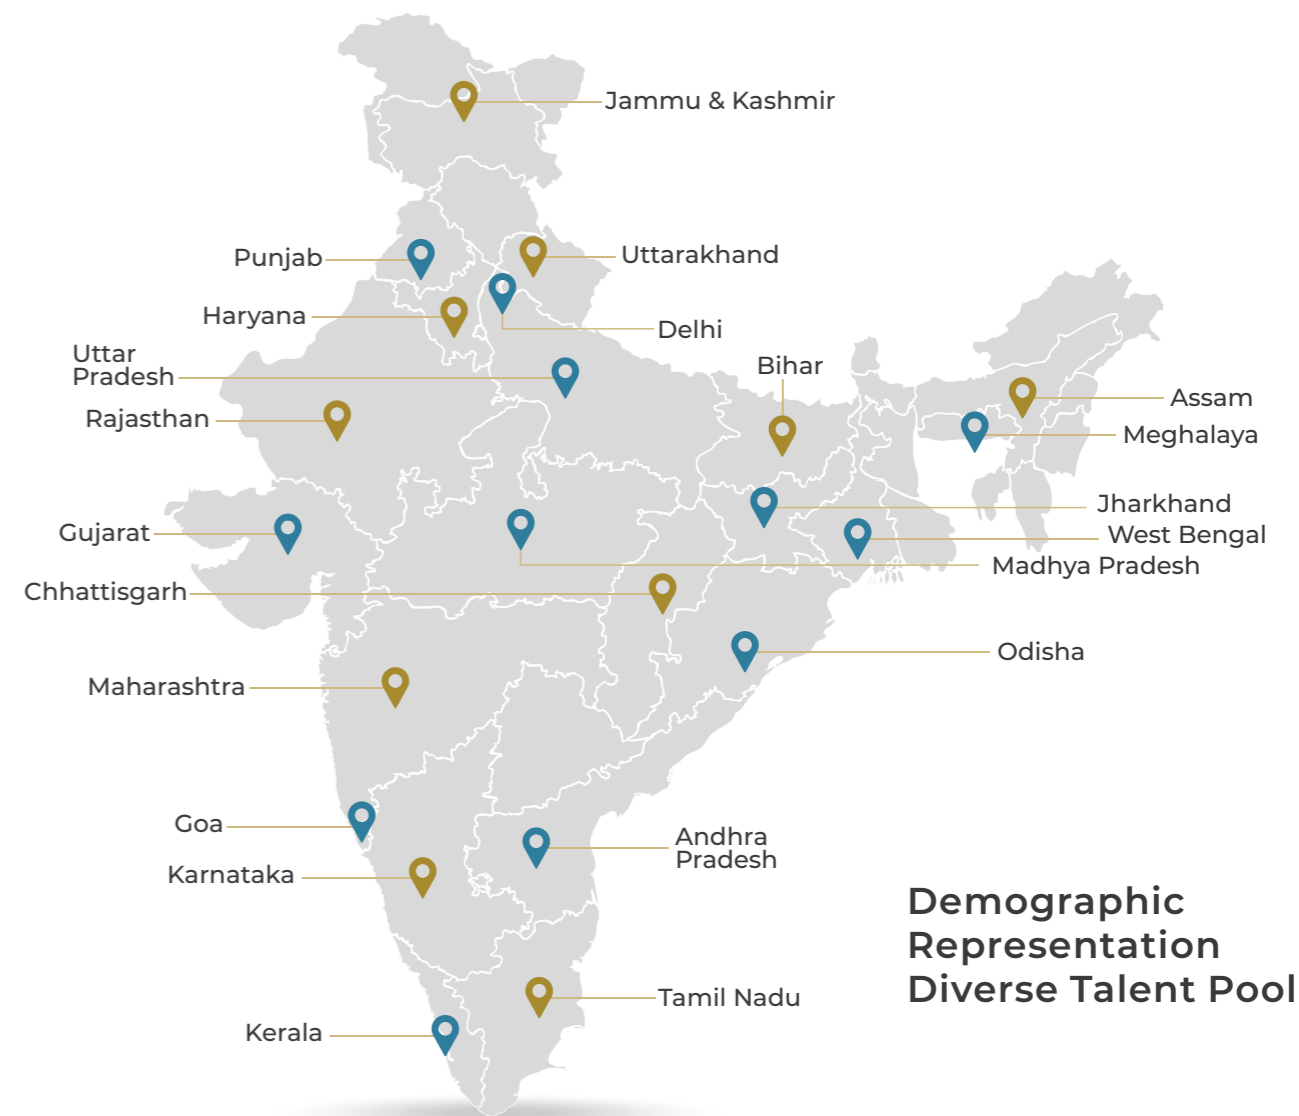 Jammu & Kashmir
Punjab
Uttarakhand
Haryana
Delhi
Uttar
Pradesh
Bihar
Rajasthan
Assam
Meghalaya
Jharkhand
Gujarat
West Bengal
Madhya Pradesh
Chhattisgarh
Odisha
Maharashtra
Goa
Andhra
Pradesh
Karnataka
Demographic
Representation
Diverse Talent Pool
Tamil Nadu
Kerala